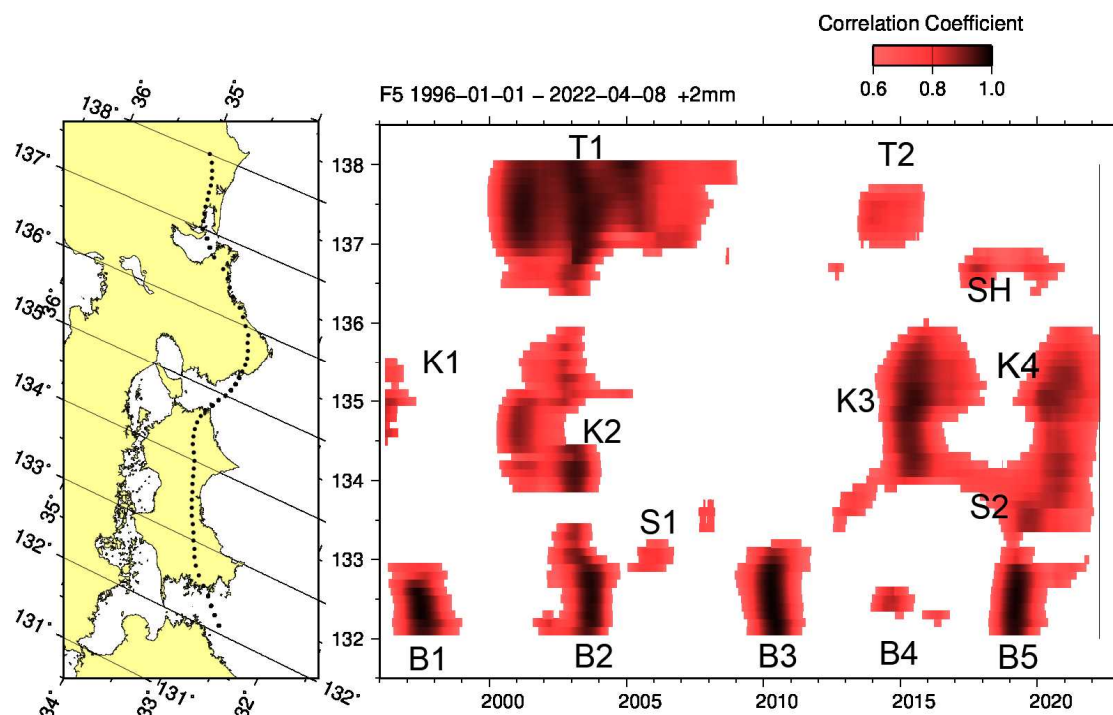 Correlation Coefficient
0.6 0.8 1.0
F5 1996-01-01 - 2022-04-08 +2mm
36° 35°
138°
137°
136°
36°
135°
134°
133°
35°
132°
131°
34° 33° 131° 32° 132°
T1 T2
138
137
SH
136
K1 K4
135 K3
K2
134
S1 S2
133
132
B1 B2 B3 B4 B5
2000 2005 2010 2015 2020